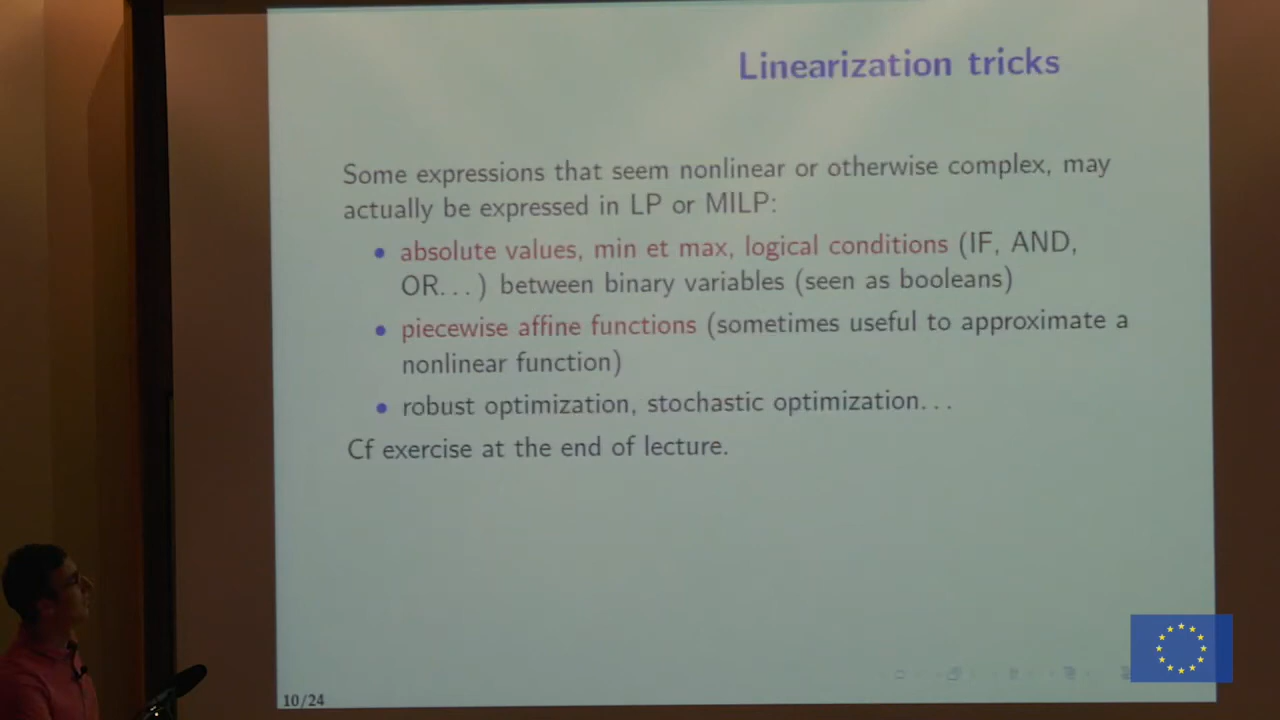 Linearization tricks
Some expressions that seem nonlinear or otherwise complex, may
actually be expressed in LP or MILP:
• absolute values, min et max, logical conditions (IF, AND,
OR...) between binary variables (seen as booleans)
• piecewise affine functions (sometimes useful to approximate a
nonlinear function)
• robust optimization, stochastic optimization...
Cf exercise at the end of lecture.
10/24